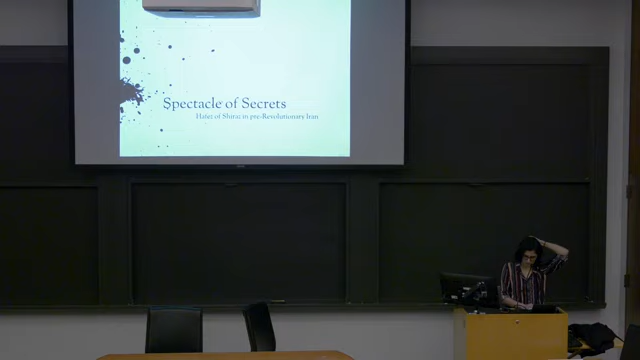 Spectacle of Secrets
Hafez of Shiraz in pre-Revolutionary Iran